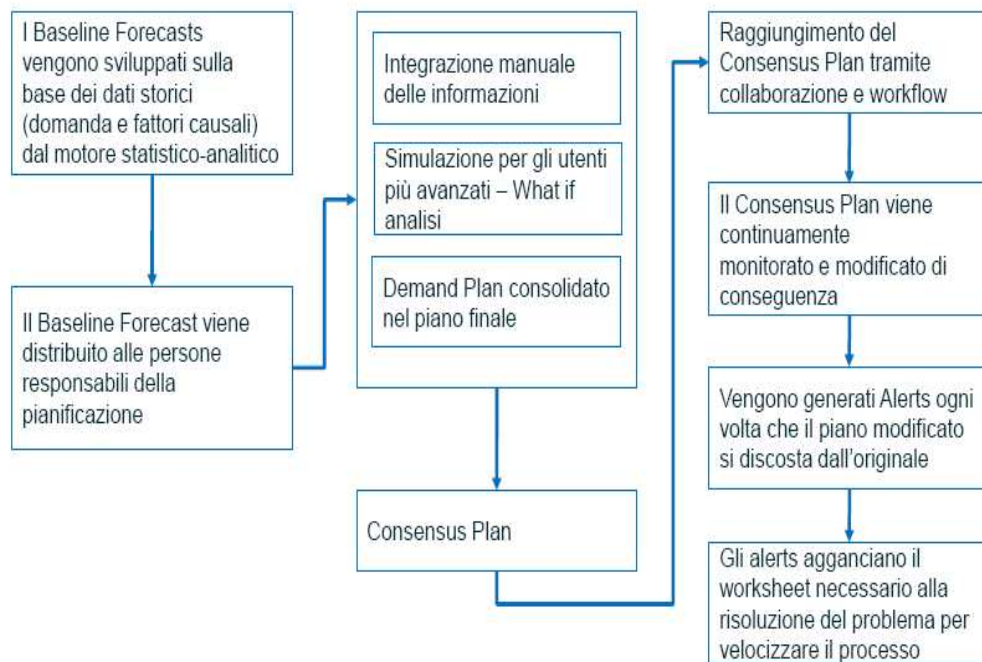 I Baseline Forecasts
vengono sviluppati sulla
base dei dati storici
(domanda e fattori causali)
dal motore statistico-analitico
Il Baseline Forecast viene
distribuito alle persone
responsabili della
pianificazione
Integrazione manuale
delle informazioni
Simulazione per gli utenti
più avanzati – What if
analisi
Demand Plan consolidato
nel piano finale
Consensus Plan
Raggiungimento del
Consensus Plan tramite
collaborazione e workflow
Il Consensus Plan viene
continuamente
monitorato e modificato di
conseguenza
Vengono generati Alerts ogni
volta che il piano modificato
si discosta dall'originale
Gli alerts agganciano il
worksheet necessario alla
risoluzione del problema per
velocizzare il processo